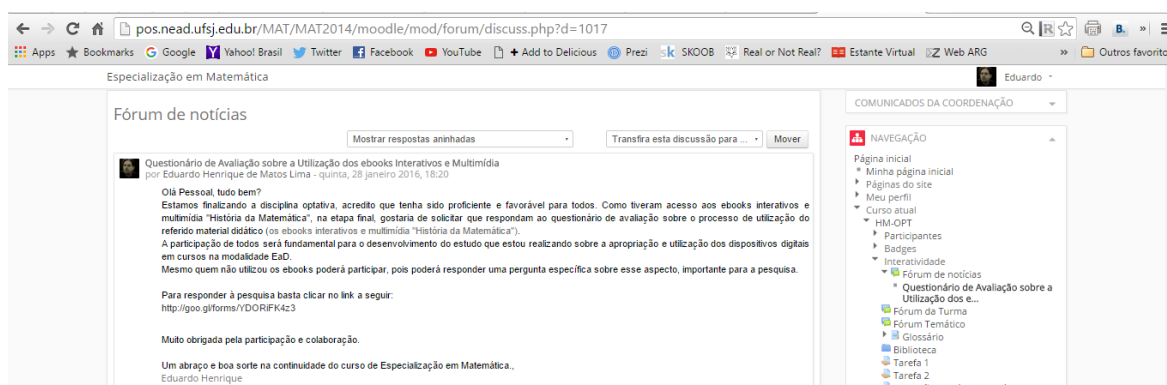 pos.nead.ufsj.edu.br/MAT/MAT2014/moodle/mod/forum/discuss.php?d=1017
Apps Bookmarks Google Yahoo! Brasil Twitter Facebook YouTube + Add to Delicious Prezi SKOOB Real or Not Real? Estante Virtual Web ARG » Outros favorito
Especialização em Matemática
Eduardo
Fórum de notícias
Mostrar respostas aninhadas
Transfira esta discussão para ...
Mover
Questionário de Avaliação sobre a Utilização dos ebooks Interativos e Multimídia
por Eduardo Henrique de Matos Lima - quinta, 28 janeiro 2016, 18:20
Olá Pessoal, tudo bem?
Estamos finalizando a disciplina optativa, acredito que tenha sido proficiente e favorável para todos. Como tiveram acesso aos ebooks interativos e
multimídia "História da Matemática", na etapa final, gostaria de solicitar que respondam ao questionário de avaliação sobre o processo de utilização do
referido material didático (os ebooks interativos e multimídia "História da Matemática").
A participação de todos será fundamental para o desenvolvimento do estudo que estou realizando sobre a apropriação e utilização dos dispositivos digitais
em cursos na modalidade EaD.
Mesmo quem não utilizou os ebooks poderá participar, pois poderá responder uma pergunta específica sobre esse aspecto, importante para a pesquisa.
Para responder à pesquisa basta clicar no link a seguir:
http://goo.gl/forms/YDORiFK4z3
Muito obrigada pela participação e colaboração.
Um abraço e boa sorte na continuidade do curso de Especialização em Matemática.,
Eduardo Henrique
COMUNICADOS DA COORDENAÇÃO
NAVEGAÇÃO
Página inicial
Minha página inicial
Páginas do site
Meu perfil
Curso atual
HM-OPT
Participantes
Badges
Interatividade
Fórum de notícias
Questionário de Avaliação sobre a
Utilização dos e...
Fórum da Turma
Fórum Temático
Glossário
Biblioteca
Tarefa 1
Tarefa 2